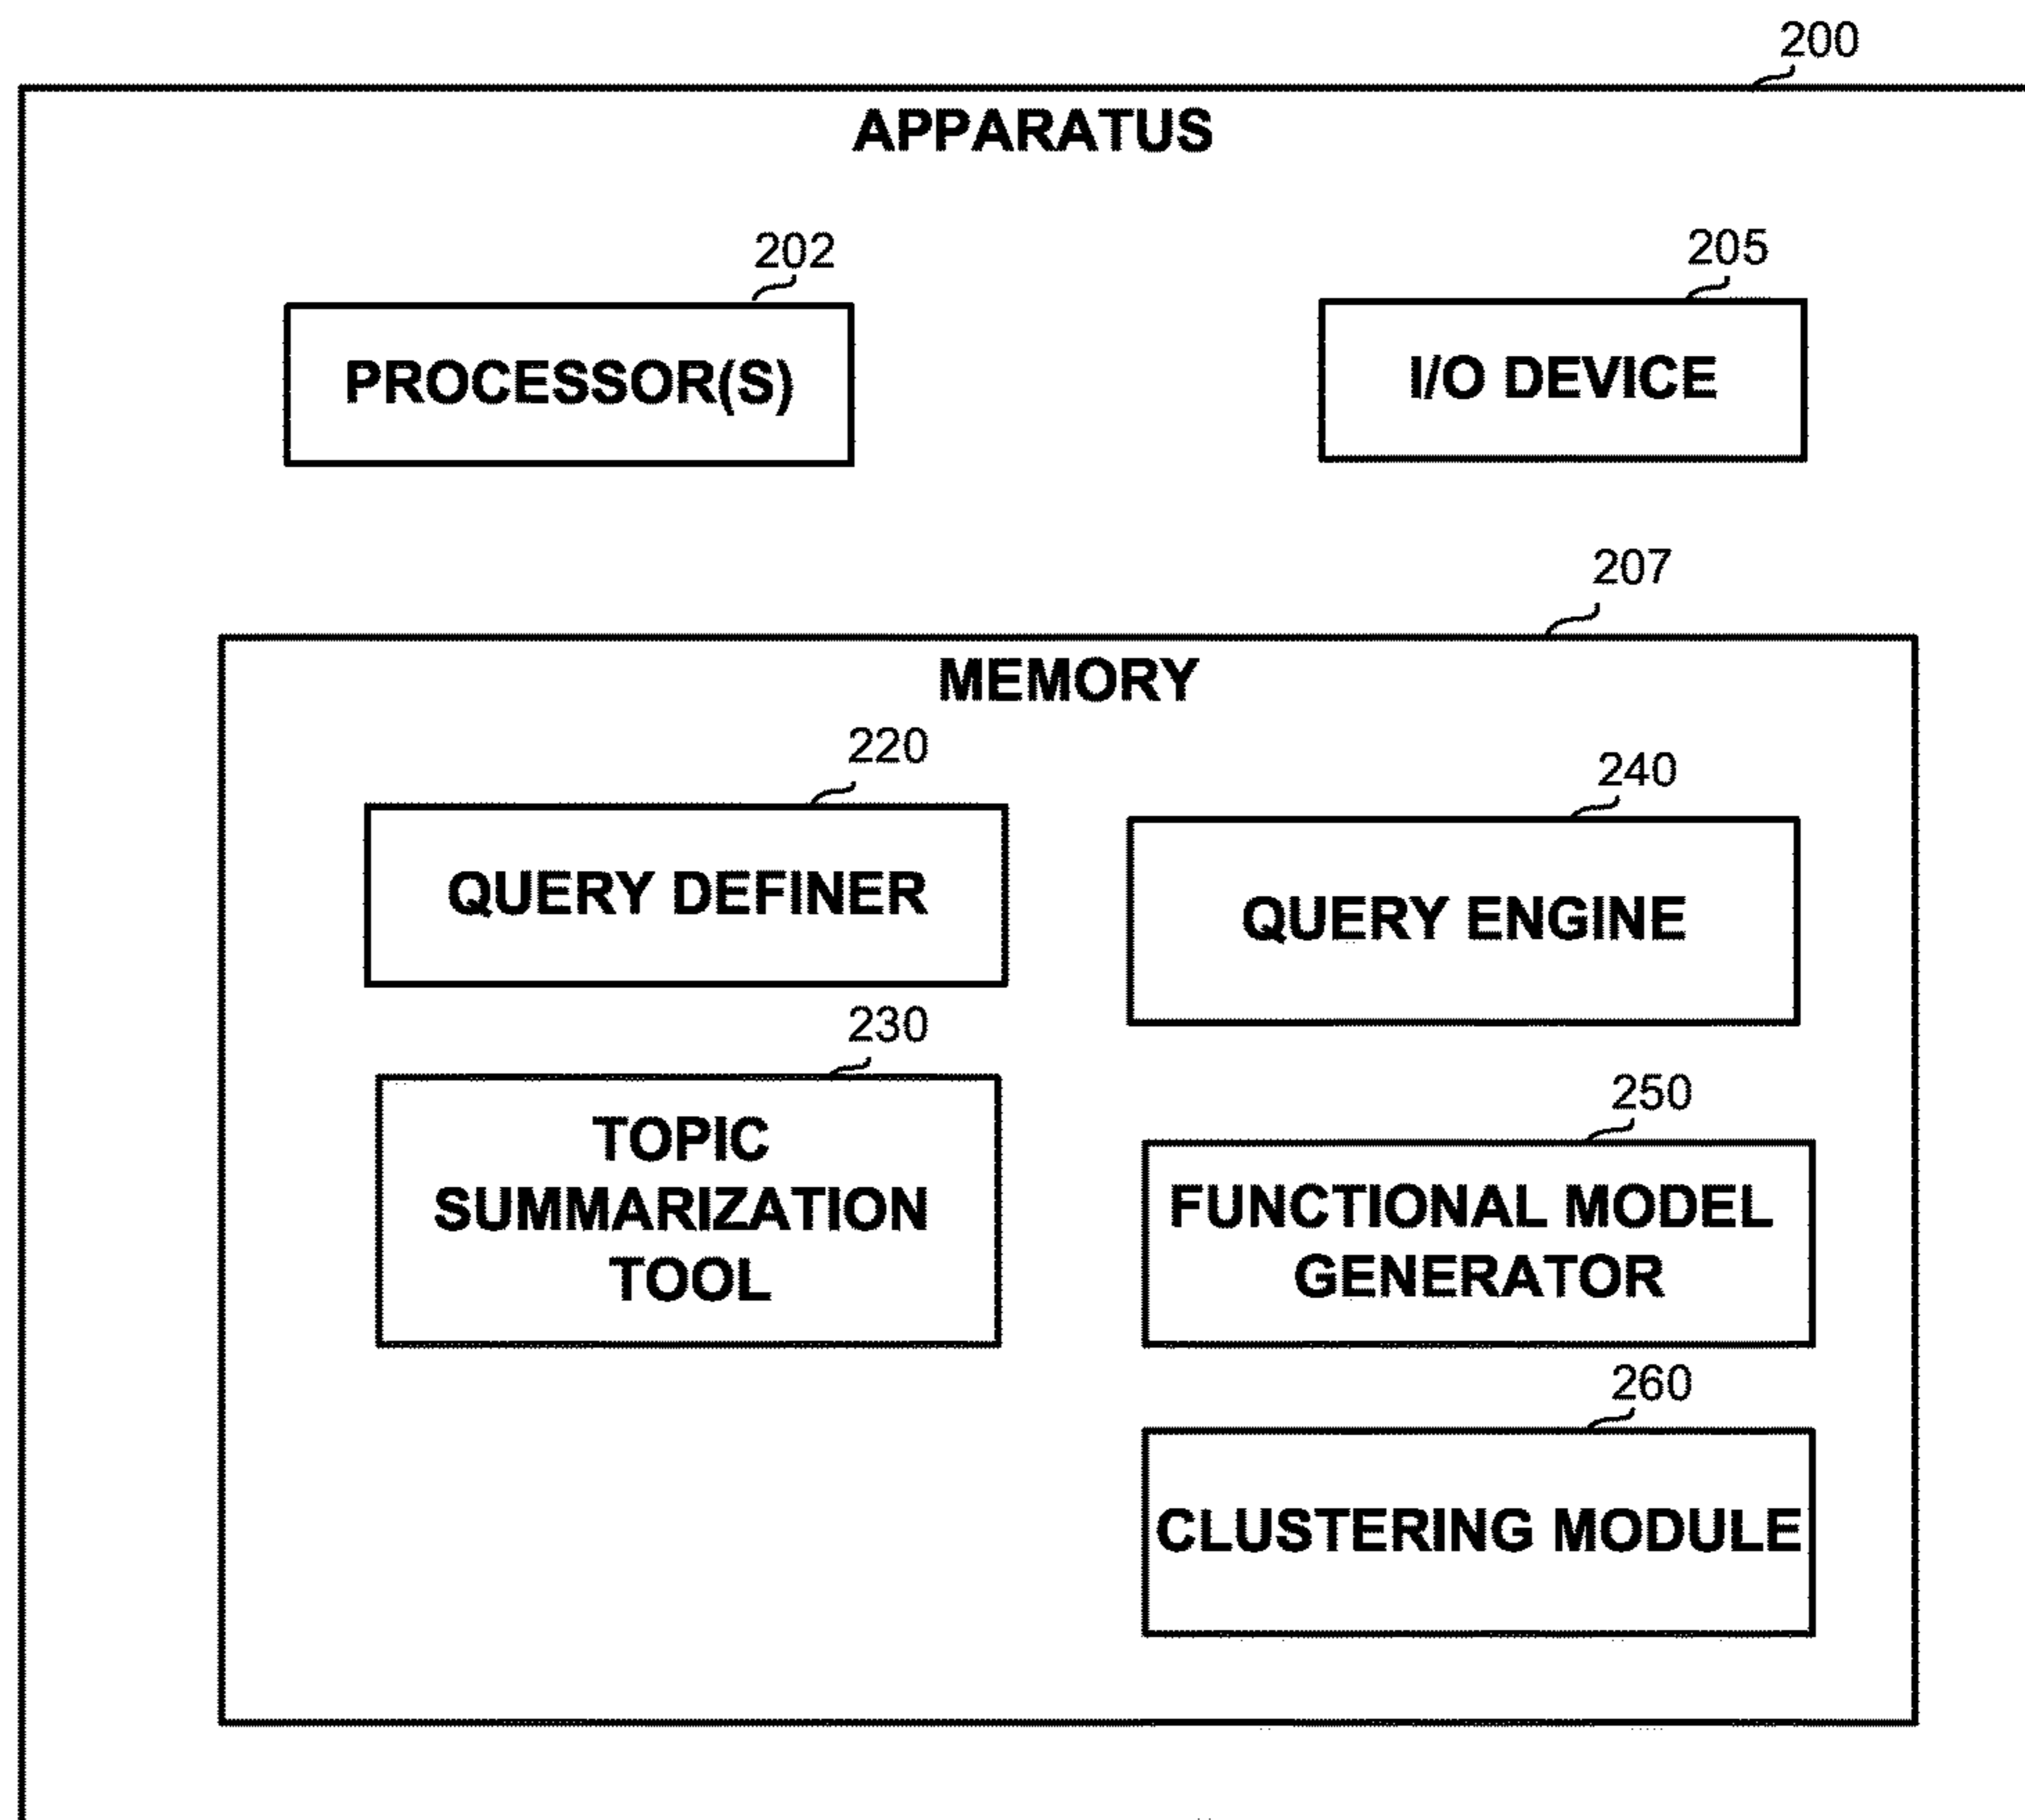 200
APPARATUS
202
PROCESSOR(S)
205
I/O DEVICE
207
MEMORY
220
QUERY DEFINER
240
QUERY ENGINE
230
TOPIC
SUMMARIZATION
TOOL
250
FUNCTIONAL MODEL
GENERATOR
260
CLUSTERING MODULE